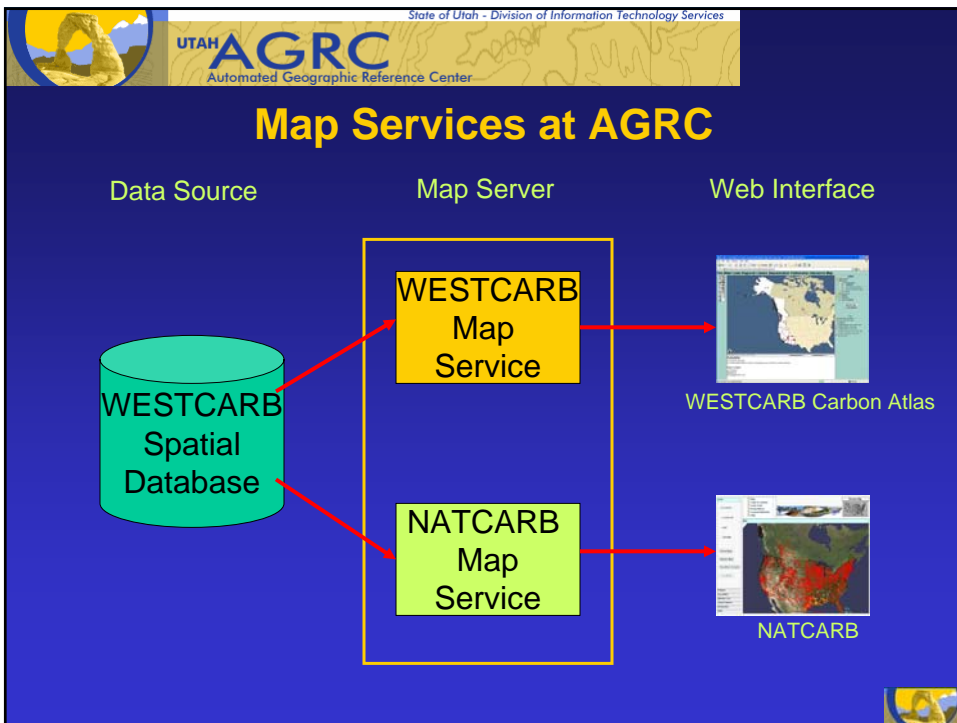 State of Utah - Division of Information Technology Services
UTAH AGRC
Automated Geographic Reference Center
Map Services at AGRC
Data Source
Map Server
Web Interface
WESTCARB
Spatial
Database
WESTCARB
Map
Service
WESTCARB Carbon Atlas
NATCARB
Map
Service
NATCARB